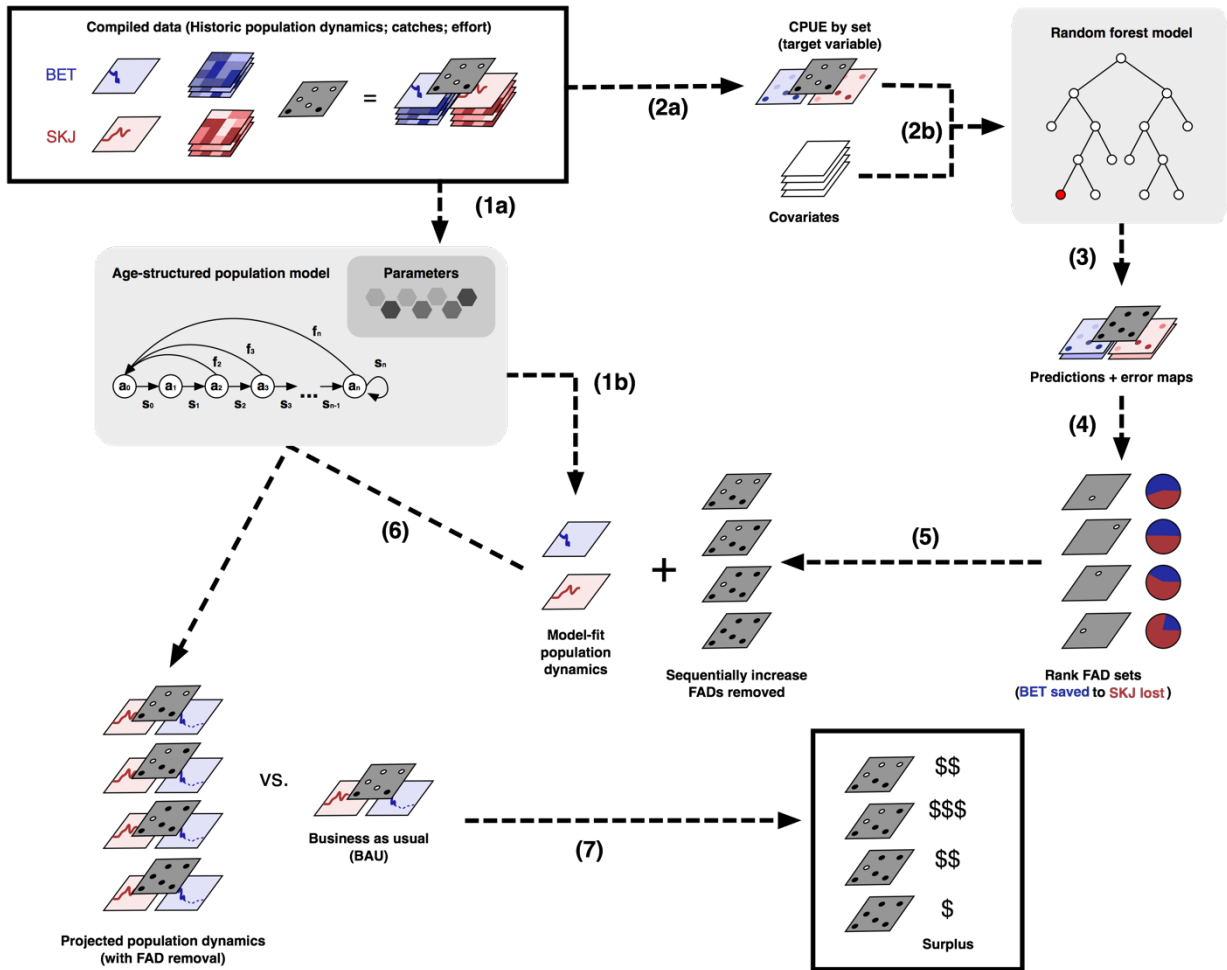 Compiled data (Historic population dynamics; catches; effort)
BET
SKJ
=
(2a)
CPUE by set
(target variable)
Covariates
(2b)
Random forest model
(1a)
Age-structured population model
Parameters
fn
f3
f2
sn
a0 a1 a2 a3 ... an
s0 s1 s2 s3 sn-1
(1b)
(3)
Predictions + error maps
(4)
(5)
(6)
+
Model-fit
population
dynamics
Sequentially increase
FADs removed
Rank FAD sets
(BET saved to SKJ lost)
VS.
Business as usual
(BAU)
(7)
Projected population dynamics
(with FAD removal)
$$
$$$
$$
$
Surplus